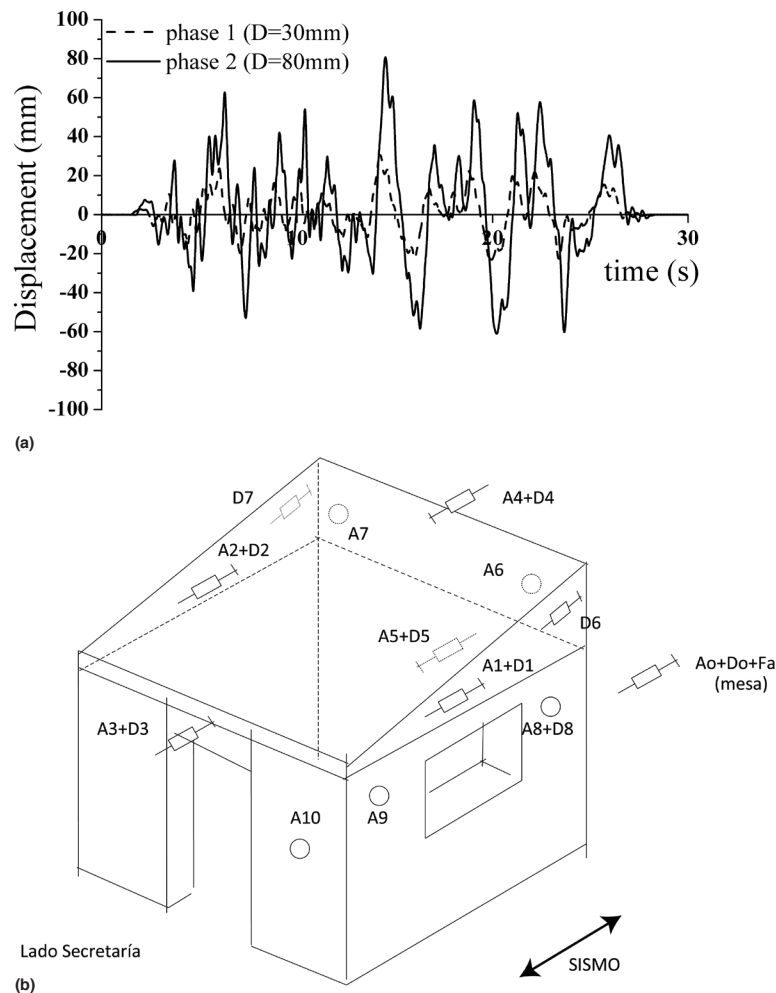 100
80
60
40
20
0
-20
-40
-60
-80
-100
Displacement (mm)
phase 1 (D=30mm)
phase 2 (D=80mm)
0
10
20
30
time (s)
(a)
D7
A7
A4+D4
A2+D2
A6
D6
A5+D5
A1+D1
Ao+Do+Fa
(mesa)
A3+D3
A8+D8
A10
A9
Lado Secretaría
SISMO
(b)